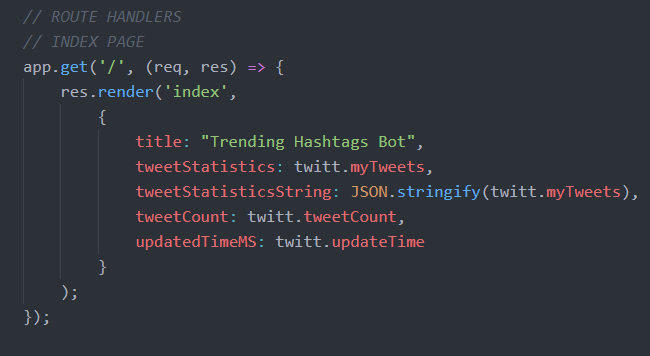 // ROUTE HANDLERS
// INDEX PAGE
app.get('/', (req, res) => {
    res.render('index',
        {
            title: "Trending Hashtags Bot",
            tweetStatistics: twitt.myTweets,
            tweetStatisticsString: JSON.stringify(twitt.myTweets),
            tweetCount: twitt.tweetCount,
            updatedTimeMS: twitt.updateTime
        }
    );
});